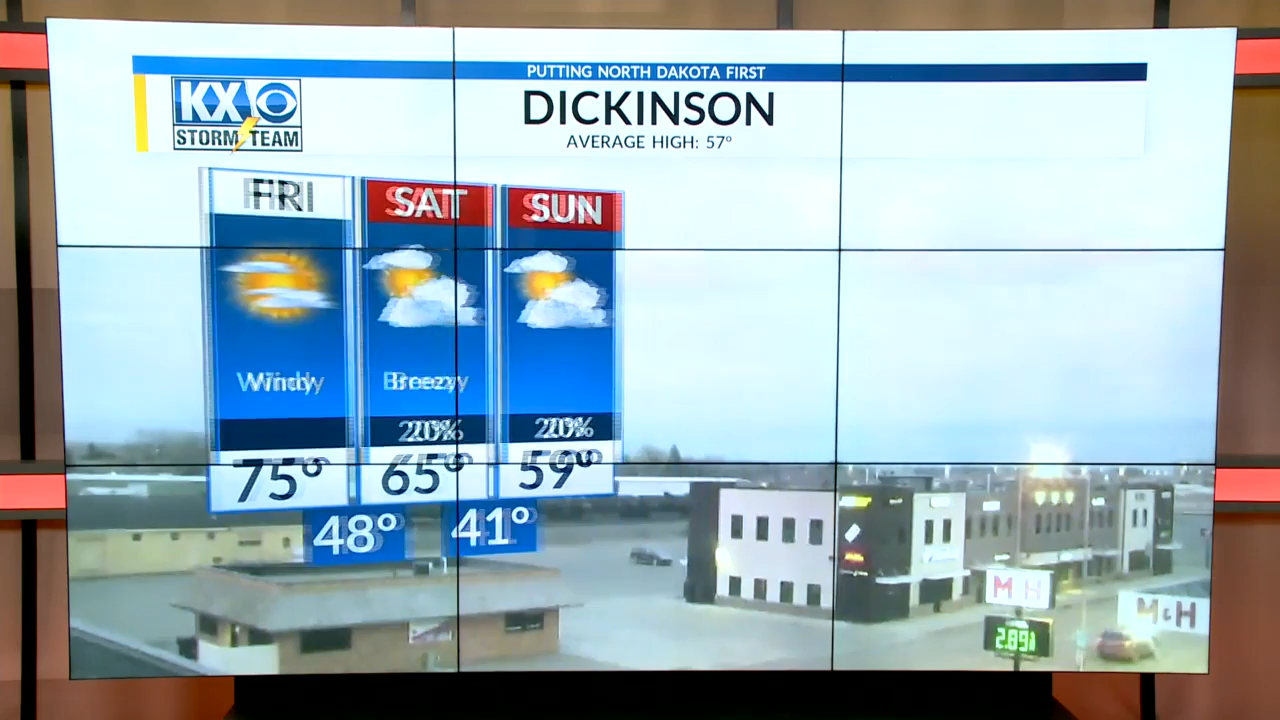 PUTTING NORTH DAKOTA FIRST
KX
STORM TEAM
DICKINSON
AVERAGE HIGH: 57°
FRI
SAT
SUN
Windy
Breezy
20%
20%
75°
65°
59°
48°
41°
M H
M&H
2.89